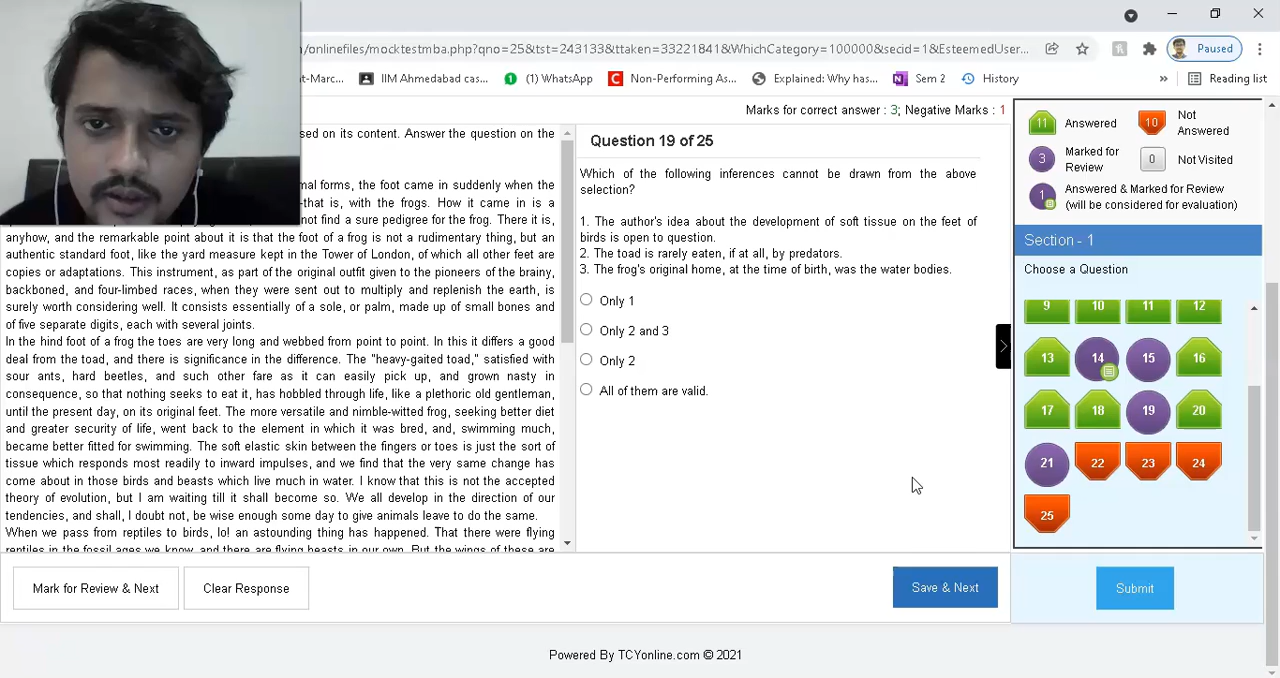 /onlinefiles/mocktestmba.php?qno=25&tst=243133&ttaken=33221841&WhichCategory=100000&secid=1&EsteemedUser...
Paused
nt-Marc...
IIM Ahmedabad cas...
(1) WhatsApp
Non-Performing As...
Explained: Why has...
Sem 2
History
»
Reading list
Marks for correct answer : 3; Negative Marks : 1
sed on its content. Answer the question on the
mal forms, the foot came in suddenly when the
that is, with the frogs. How it came in is a
not find a sure pedigree for the frog. There it is,
anyhow, and the remarkable point about it is that the foot of a frog is not a rudimentary thing, but an
authentic standard foot, like the yard measure kept in the Tower of London, of which all other feet are
copies or adaptations. This instrument, as part of the original outfit given to the pioneers of the brainy,
backboned, and four-limbed races, when they were sent out to multiply and replenish the earth, is
surely worth considering well. It consists essentially of a sole, or palm, made up of small bones and
of five separate digits, each with several joints.
In the hind foot of a frog the toes are very long and webbed from point to point. In this it differs a good
deal from the toad, and there is significance in the difference. The "heavy-gaited toad," satisfied with
sour ants, hard beetles, and such other fare as it can easily pick up, and grown nasty in
consequence, so that nothing seeks to eat it, has hobbled through life, like a plethoric old gentleman,
until the present day, on its original feet. The more versatile and nimble-witted frog, seeking better diet
and greater security of life, went back to the element in which it was bred, and, swimming much,
became better fitted for swimming. The soft elastic skin between the fingers or toes is just the sort of
tissue which responds most readily to inward impulses, and we find that the very same change has
come about in those birds and beasts which live much in water. I know that this is not the accepted
theory of evolution, but I am waiting till it shall become so. We all develop in the direction of our
tendencies, and shall, I doubt not, be wise enough some day to give animals leave to do the same.
When we pass from reptiles to birds, lo! an astounding thing has happened. That there were flying
reptiles in the fossil ages we know, and there are flying beasts in our own. But the wings of these are
Question 19 of 25
Which of the following inferences cannot be drawn from the above
selection?
1. The author's idea about the development of soft tissue on the feet of
birds is open to question.
2. The toad is rarely eaten, if at all, by predators.
3. The frog's original home, at the time of birth, was the water bodies.
Only 1
Only 2 and 3
Only 2
All of them are valid.
11 Answered
10 Not
Answered
3 Marked for
Review
0 Not Visited
1 Answered & Marked for Review
(will be considered for evaluation)
Section - 1
Choose a Question
9 10 11 12
13 14 15 16
17 18 19 20
21 22 23 24
25
Mark for Review & Next
Clear Response
Save & Next
Submit
Powered By TCYonline.com © 2021